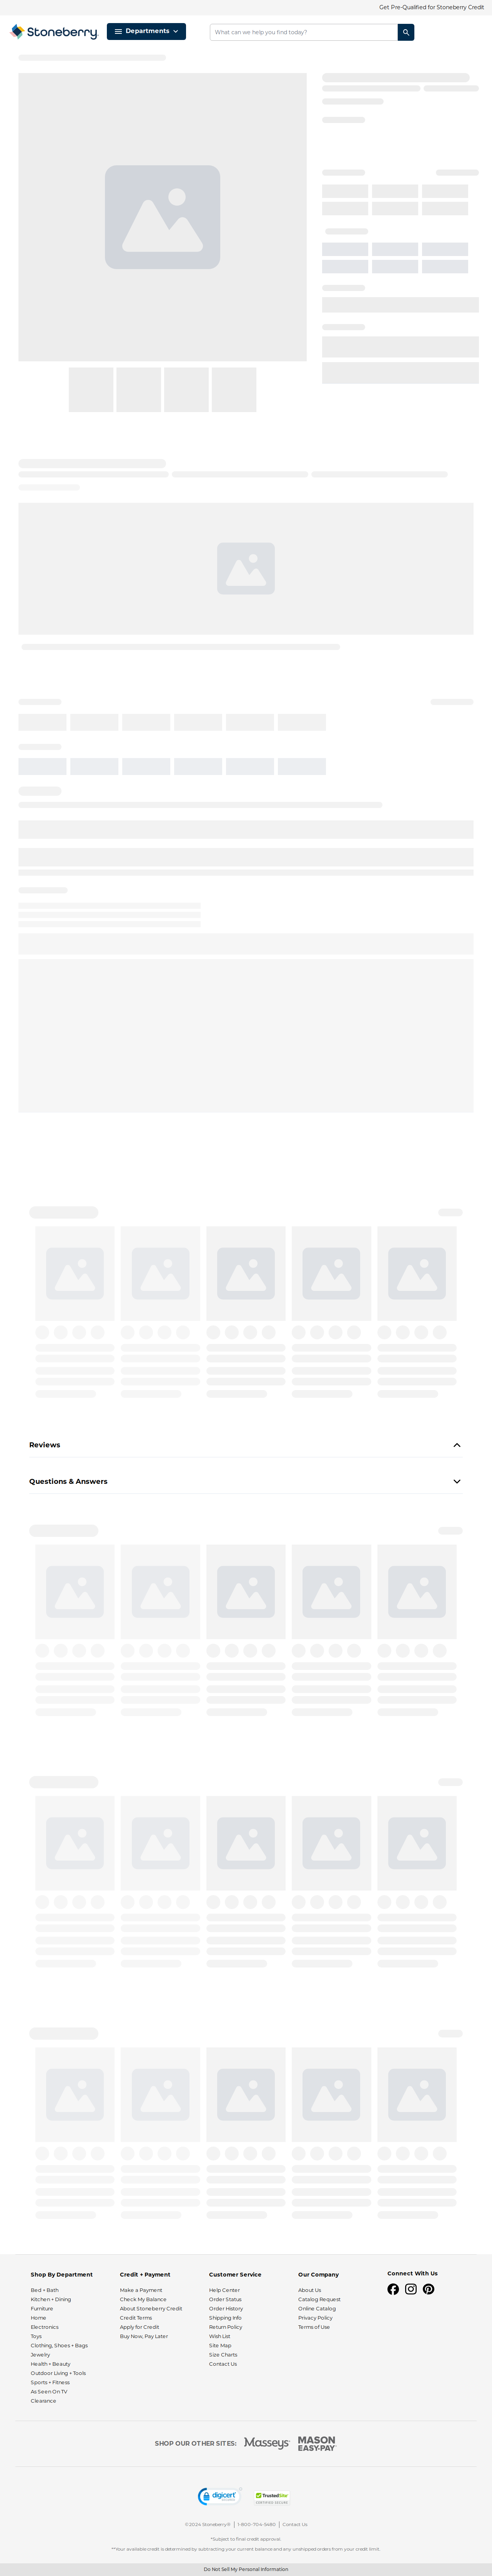 Get Pre-Qualified for Stoneberry Credit
Stoneberry.
Departments
What can we help you find today?
Reviews
Questions & Answers
Shop By Department
Bed + Bath
Kitchen + Dining
Furniture
Home
Electronics
Toys
Clothing, Shoes + Bags
Jewelry
Health + Beauty
Outdoor Living + Tools
Sports + Fitness
As Seen On TV
Clearance
Credit + Payment
Make a Payment
Check My Balance
About Stoneberry Credit
Credit Terms
Apply for Credit
Buy Now, Pay Later
Customer Service
Help Center
Order Status
Order History
Shipping Info
Return Policy
Wish List
Site Map
Size Charts
Contact Us
Our Company
About Us
Catalog Request
Online Catalog
Privacy Policy
Terms of Use
Connect With Us
SHOP OUR OTHER SITES:
Masseys
MASON
EASY•PAY
digicert
TrustedSite
CERTIFIED SECURE
©2024 Stoneberry® | 1-800-704-5480 | Contact Us
*Subject to final credit approval.
**Your available credit is determined by subtracting your current balance and any unshipped orders from your credit limit.
Do Not Sell My Personal Information